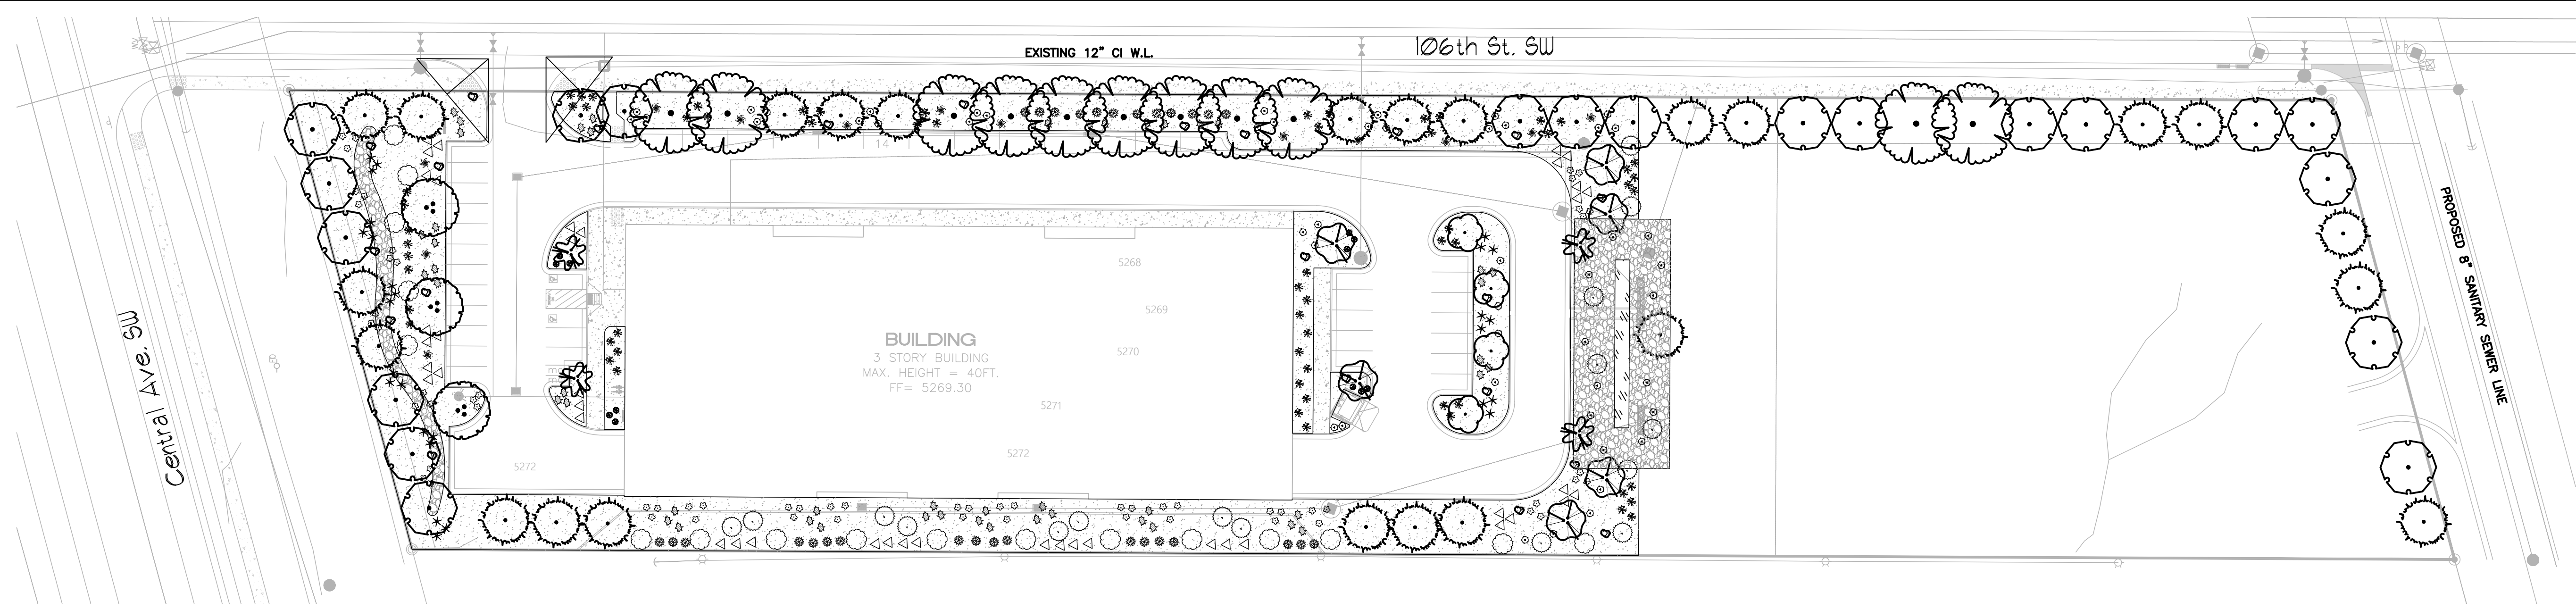 EXISTING 12" CI W.L.
106th St. SW
14
PROPOSED 8" SANITARY SEWER LINE
Central Ave. SW
5268
5269
5270
5271
5272
5272
BUILDING
3 STORY BUILDING
MAX. HEIGHT = 40FT.
FF= 5269.30